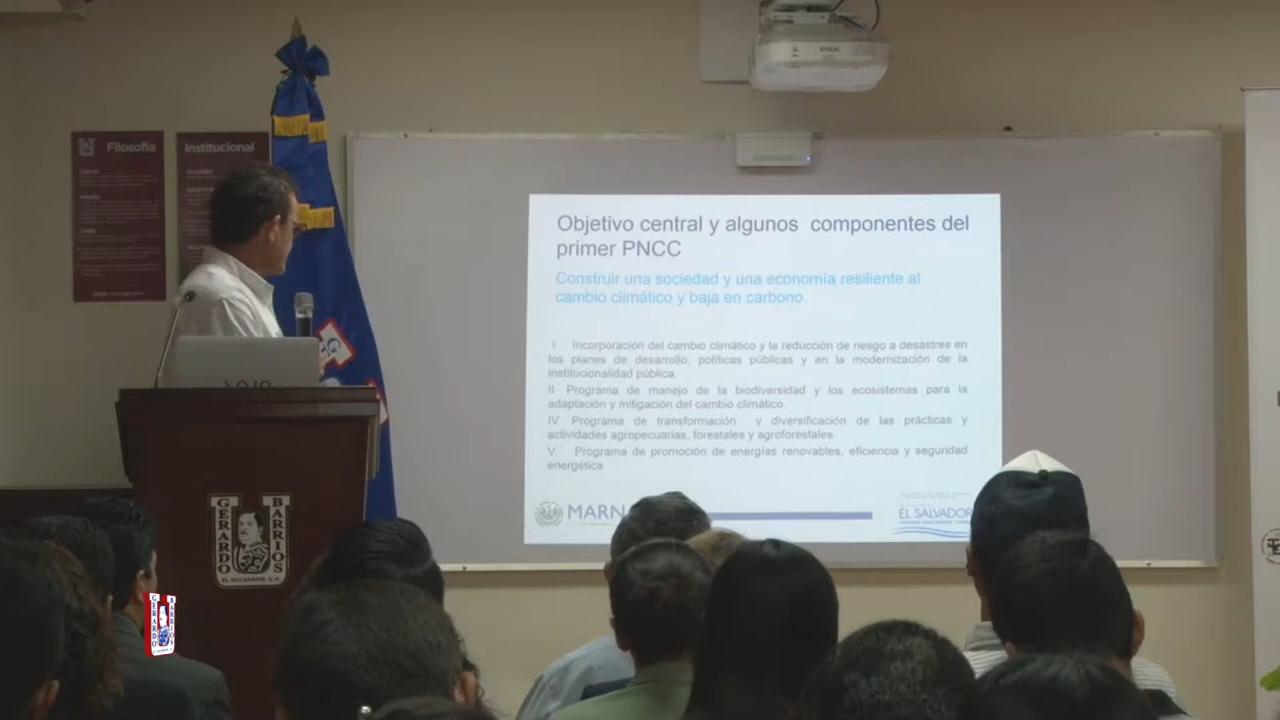 Filosofía
Institucional
EPSON
Objetivo central y algunos componentes del
primer PNCC
Construir una sociedad y una economía resiliente al
cambio climático y baja en carbono.
I Incorporación del cambio climático y la reducción de riesgo a desastres en
los planes de desarrollo, políticas públicas y en la modernización de la
institucionalidad pública.
II Programa de manejo de la biodiversidad y los ecosistemas para la
adaptación y mitigación del cambio climático.
IV Programa de transformación y diversificación de las prácticas y
actividades agropecuarias, forestales y agroforestales.
V. Programa de promoción de energías renovables, eficiencia y seguridad
energética
MARN
EL SALVADOR
GERARDO BARRIOS
EL SALVADOR, C.A.
GERARDO BARRIOS